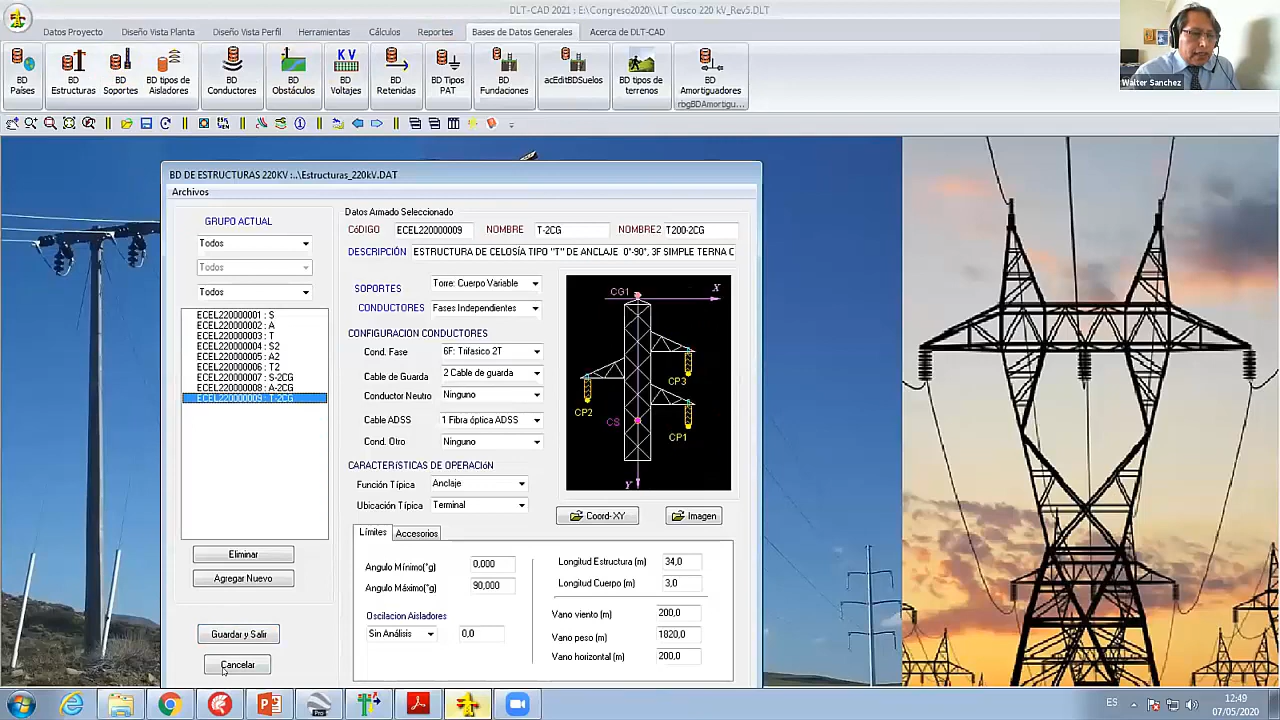 DLT-CAD 2021 : E:\Congreso2020\\LT Cusco 220 kV_Rev5.DLT
Datos Proyecto Diseño Vista Planta Diseño Vista Perfil Herramientas Cálculos Reportes Bases de Datos Generales Acerca de DLT-CAD
BD Países
BD Estructuras
BD Soportes
BD tipos de Aisladores
BD Conductores
BD Obstáculos
BD Voltajes
BD Retenidas
BD Tipos AT
BD Fundaciones
acEditBDSuelos
BD tipos de terrenos
BD Amortiguadores
rbgBDAmortigu...
KV
Walter Sanchez
BD DE ESTRUCTURAS 220KV :..\Estructuras_220kV.DAT
Archivos
GRUPO ACTUAL
Todos
Todos
Todos
ECEL220000001 : S
ECEL220000002 : A
ECEL220000003 : T
ECEL220000004 : S2
ECEL220000005 : A2
ECEL220000006 : T2
ECEL220000007 : S-2CG
ECEL220000008 : A-2CG
ECEL220000009 : T-2CG
Eliminar
Agregar Nuevo
Guardar y Salir
Cancelar
Datos Armado Seleccionado
CóDIGO ECEL220000009 NOMBRE T-2CG NOMBRE2 T200-2CG
DESCRIPCIÓN ESTRUCTURA DE CELOSÍA TIPO "T" DE ANCLAJE 0°-90°, 3F SIMPLE TERNA C
SOPORTES Torre: Cuerpo Variable
CONDUCTORES Fases Independientes
CONFIGURACION CONDUCTORES
Cond. Fase 6F: Trifasico 2T
Cable de Guarda 2 Cable de guarda
Conductor Neutro Ninguno
Cable ADSS 1 Fibra óptica ADSS
Cond. Otro Ninguno
CARACTERíSTICAS DE OPERACIóN
Función Típica Anclaje
Ubicación Típica Terminal
CG1 X
CP3
CP2
CS
CP1
Y
Coord-XY Imagen
Límites Accesorios
Angulo Mínimo(°g) 0,000
Angulo Máximo(°g) 90,000
Oscilacion Aisladores
Sin Análisis 0,0
Longitud Estructura (m) 34,0
Longitud Cuerpo (m) 3,0
Vano viento (m) 200,0
Vano peso (m) 1820,0
Vano horizontal (m) 200,0
Pro
ES
12:49
07/05/2020